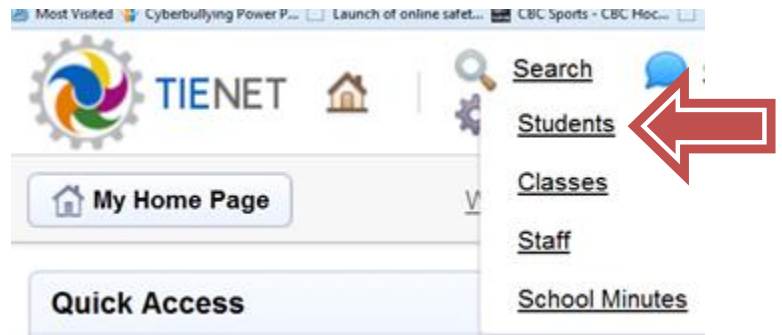 Most Visited Cyberbullying Power P... Launch of online safet... CBC Sports - CBC Hoc...
TIENET
Search
Students
My Home Page
Classes
Staff
Quick Access
School Minutes